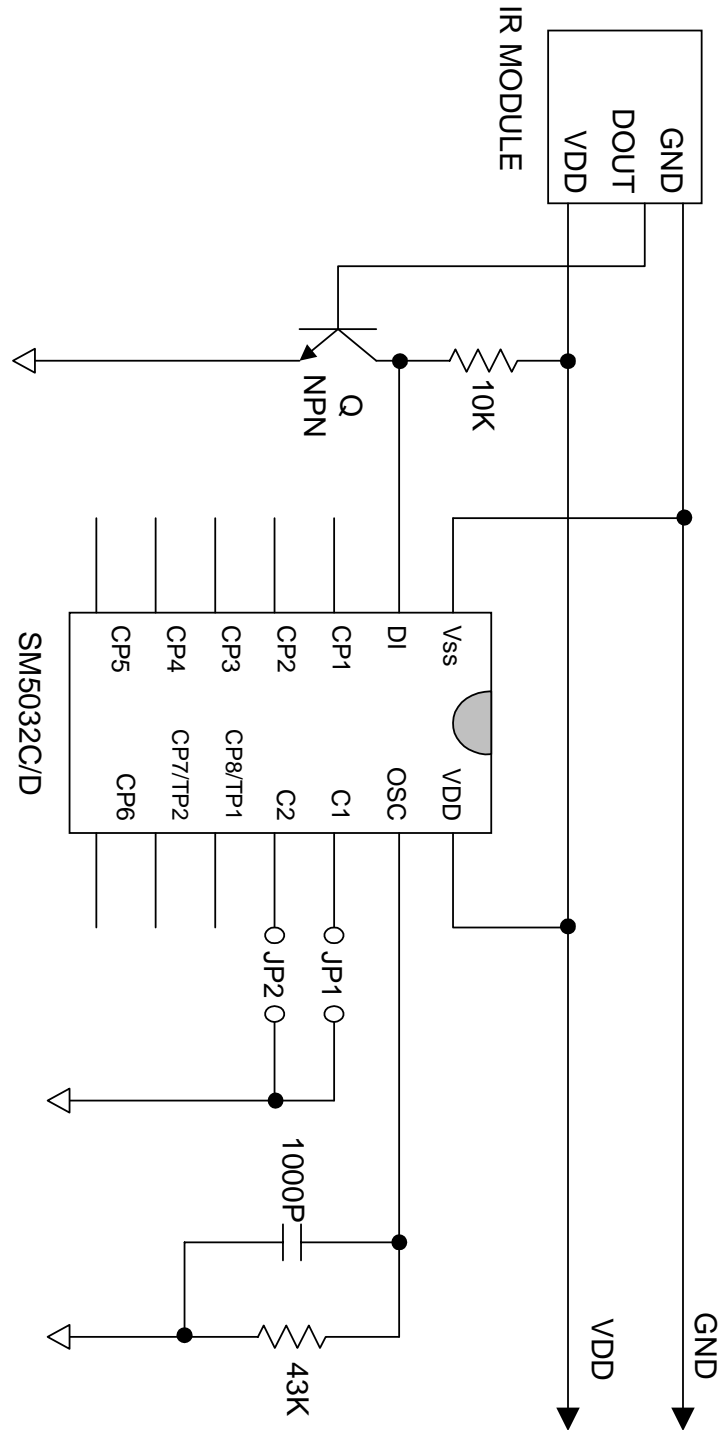 IR MODULE
GND
DOUT
VDD
GND
VDD
10K
Q
NPN
Vss
DI
CP1
CP2
CP3
CP4
CP5
VDD
OSC
C1
C2
CP8/TP1
CP7/TP2
CP6
SM5032C/D
JP1
JP2
1000P
43K